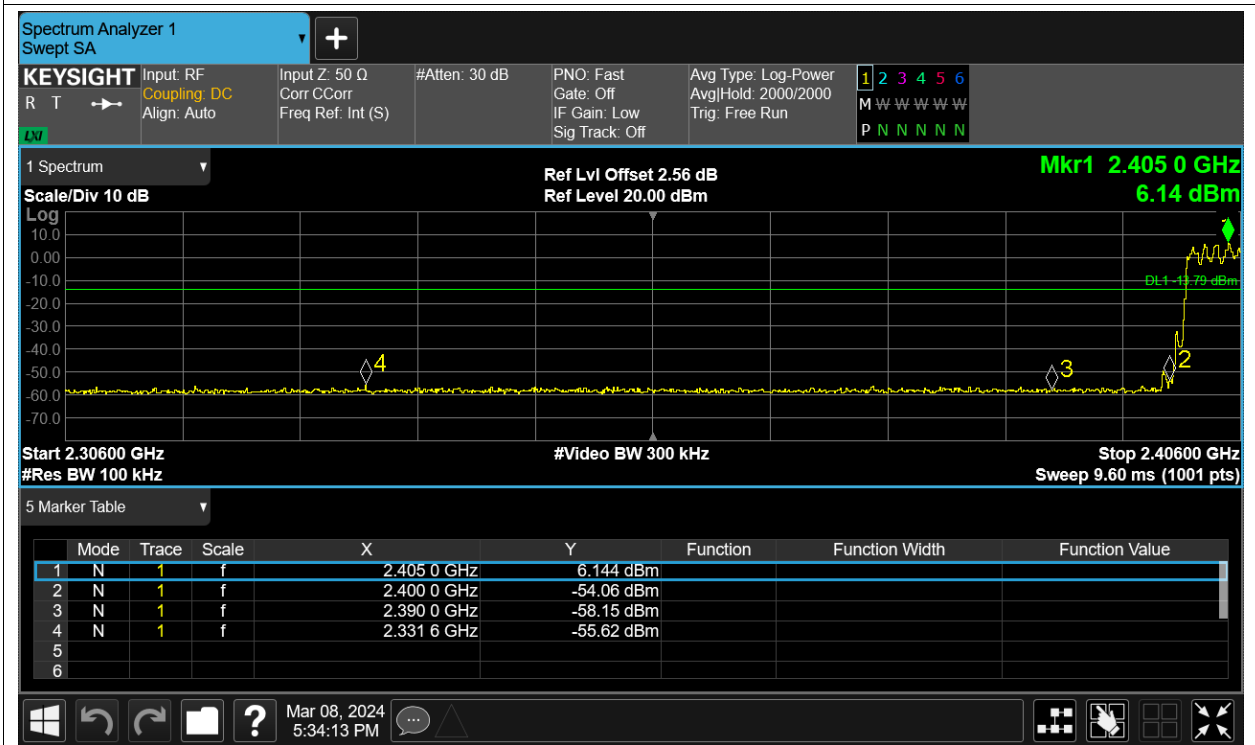 Spectrum Analyzer 1
Swept SA
KEYSIGHT
R T
LXI
Input: RF
Coupling: DC
Align: Auto
Input Z: 50 Ω
Corr CCorr
Freq Ref: Int (S)
#Atten: 30 dB
PNO: Fast
Gate: Off
IF Gain: Low
Sig Track: Off
Avg Type: Log-Power
Avg|Hold: 2000/2000
Trig: Free Run
1 2 3 4 5 6
M W W W W W
P N N N N N
1 Spectrum
Scale/Div 10 dB
Ref Lvl Offset 2.56 dB
Ref Level 20.00 dBm
Mkr1 2.405 0 GHz
6.14 dBm
Log
10.0
0.00
-10.0
-20.0
-30.0
-40.0
-50.0
-60.0
-70.0
DL1 -13.79 dBm
4
3
2
Start 2.30600 GHz
#Video BW 300 kHz
Stop 2.40600 GHz
#Res BW 100 kHz
Sweep 9.60 ms (1001 pts)
5 Marker Table
Mode Trace Scale X Y Function Function Width Function Value
1 N 1 f 2.405 0 GHz 6.144 dBm
2 N 1 f 2.400 0 GHz -54.06 dBm
3 N 1 f 2.390 0 GHz -58.15 dBm
4 N 1 f 2.331 6 GHz -55.62 dBm
5
6
?
Mar 08, 2024
5:34:13 PM